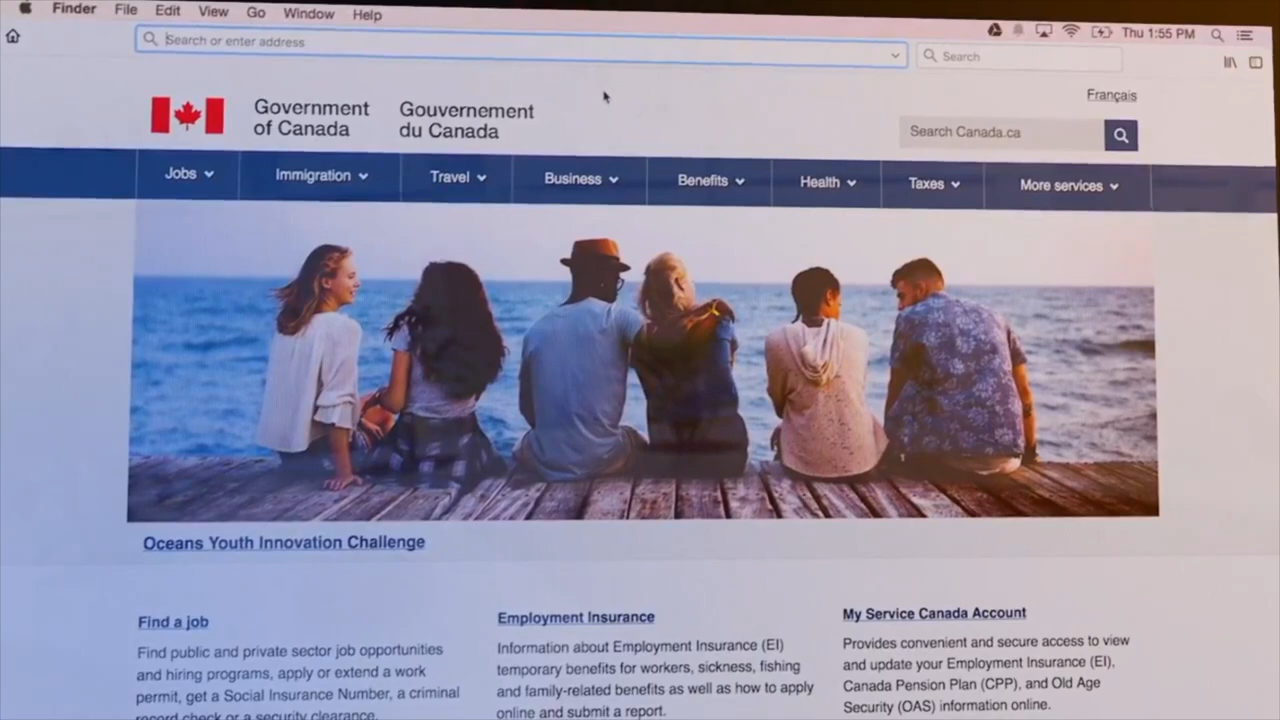 Finder File Edit View Go Window Help
Thu 1:55 PM
Search or enter address
Search
Government of Canada
Gouvernement du Canada
Français
Search Canada.ca
Jobs Immigration Travel Business Benefits Health Taxes More services
Oceans Youth Innovation Challenge
Find a job
Find public and private sector job opportunities
and hiring programs, apply or extend a work
permit, get a Social Insurance Number, a criminal
record check or a security clearance.
Employment Insurance
Information about Employment Insurance (EI)
temporary benefits for workers, sickness, fishing
and family-related benefits as well as how to apply
online and submit a report.
My Service Canada Account
Provides convenient and secure access to view
and update your Employment Insurance (EI),
Canada Pension Plan (CPP), and Old Age
Security (OAS) information online.